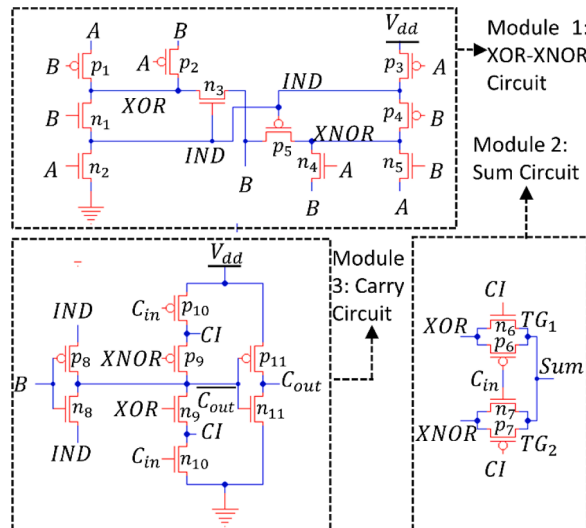 Module 1:
XOR-XNOR
Circuit
A
B
V_dd
B
p_1
A
p_2
p_3
A
n_3
IND
XOR
B
n_1
p_4
B
XNOR
IND
p_5
A
n_2
n_4
A
n_5
B
B
B
A
Module 2:
Sum Circuit
Module
3: Carry
Circuit
V_dd
IND
C_in
p_10
CI
p_8
XNOR
p_9
p_11
B
C_out
C_out
n_8
XOR
n_9
n_11
CI
IND
C_in
n_10
CI
XOR
n_6
TG_1
p_6
C_in
Sum
n_7
XNOR
p_7
TG_2
CI